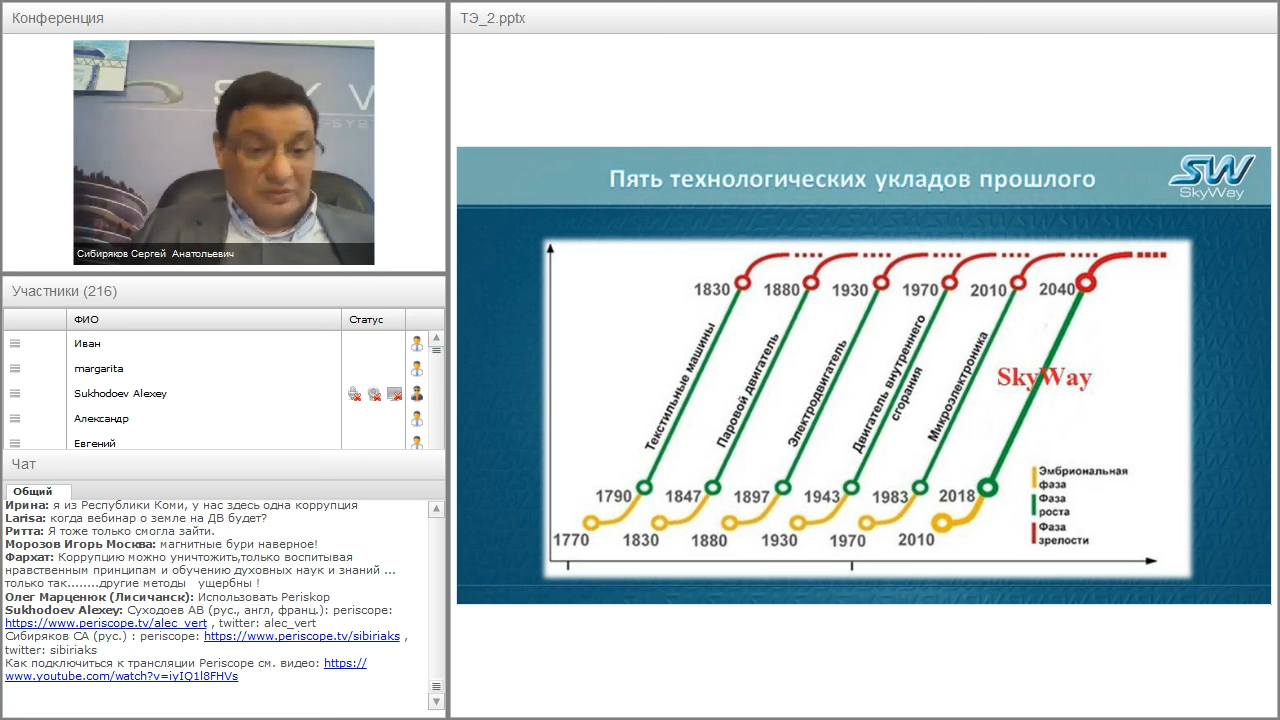 Конференция
SKY W
-SYST
Сибиряков Сергей Анатольевич
Участники (216)
ФИО
Статус
Иван
margarita
Sukhodoev Alexey
Александр
Евгений
Чат
Общий
Ирина: я из Республики Коми, у нас здесь одна коррупция
Larisa: когда вебинар о земле на ДВ будет?
Ритта: Я тоже только смогла зайти.
Морозов Игорь Москва: магнитные бури наверное!
Фархат: Коррупцию можно уничтожить,только воспитывая
нравственным принципам и обучению духовных наук и знаний ...
только так........другие методы ущербны !
Олег Марценюк (Лисичанск): Использовать Periskop
Sukhodoev Alexey: Суходоев АВ (рус., англ, франц.): periscope:
https://www.periscope.tv/alec_vert , twitter: alec_vert
Сибиряков СА (рус.) : periscope: https://www.periscope.tv/sibiriaks ,
twitter: sibiriaks
Как подключиться к трансляции Periscope см. видео: https://
www.youtube.com/watch?v=iyIQ1l8FHVs
ТЭ_2.pptx
Пять технологических укладов прошлого
SW
SkyWay
1830
1880
1930
1970
2010
2040
Текстильные машины
Паровой двигатель
Электродвигатель
Двигатель внутреннего
сгорания
Микроэлектроника
SkyWay
Эмбриональная
фаза
Фаза
роста
Фаза
зрелости
1790
1847
1897
1943
1983
2018
1770
1830
1880
1930
1970
2010